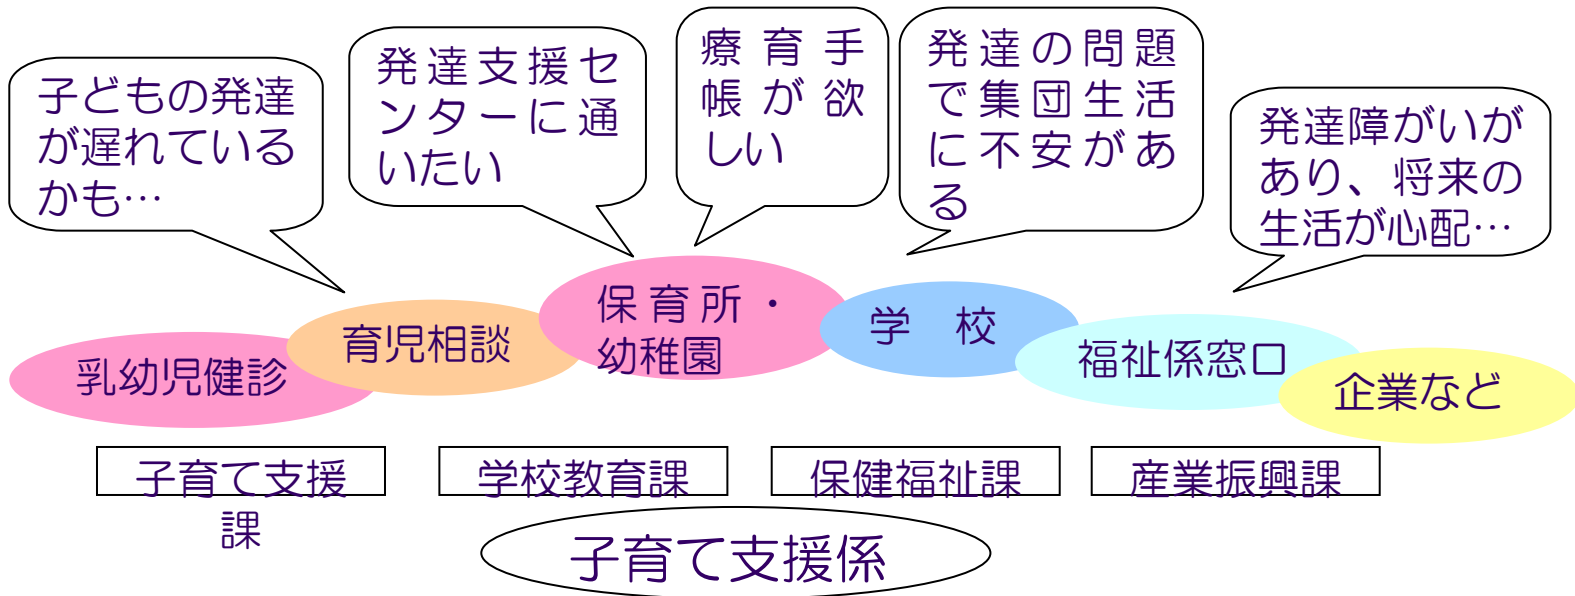 子どもの発達
が遅れている
かも…
発達支援セ
ンターに通
いたい
療育手
帳が欲
しい
発達の問題
で集団生活
に不安があ
る
発達障がいが
あり、将来の
生活が心配…
乳幼児健診
育児相談
保育所・
幼稚園
学　校
福祉係窓口
企業など
子育て支援
課
学校教育課
保健福祉課
産業振興課
子育て支援係